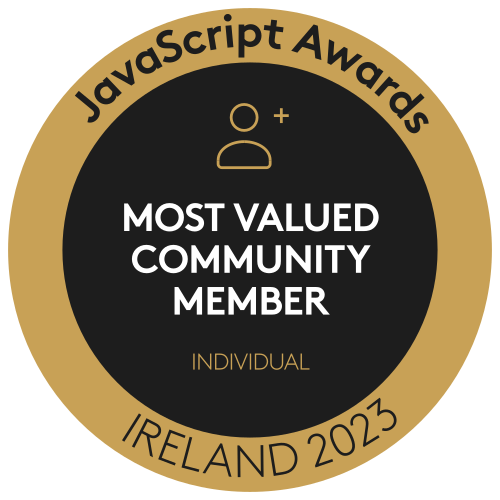 JavaScript Awards
MOST VALUED
COMMUNITY
MEMBER
INDIVIDUAL
IRELAND 2023